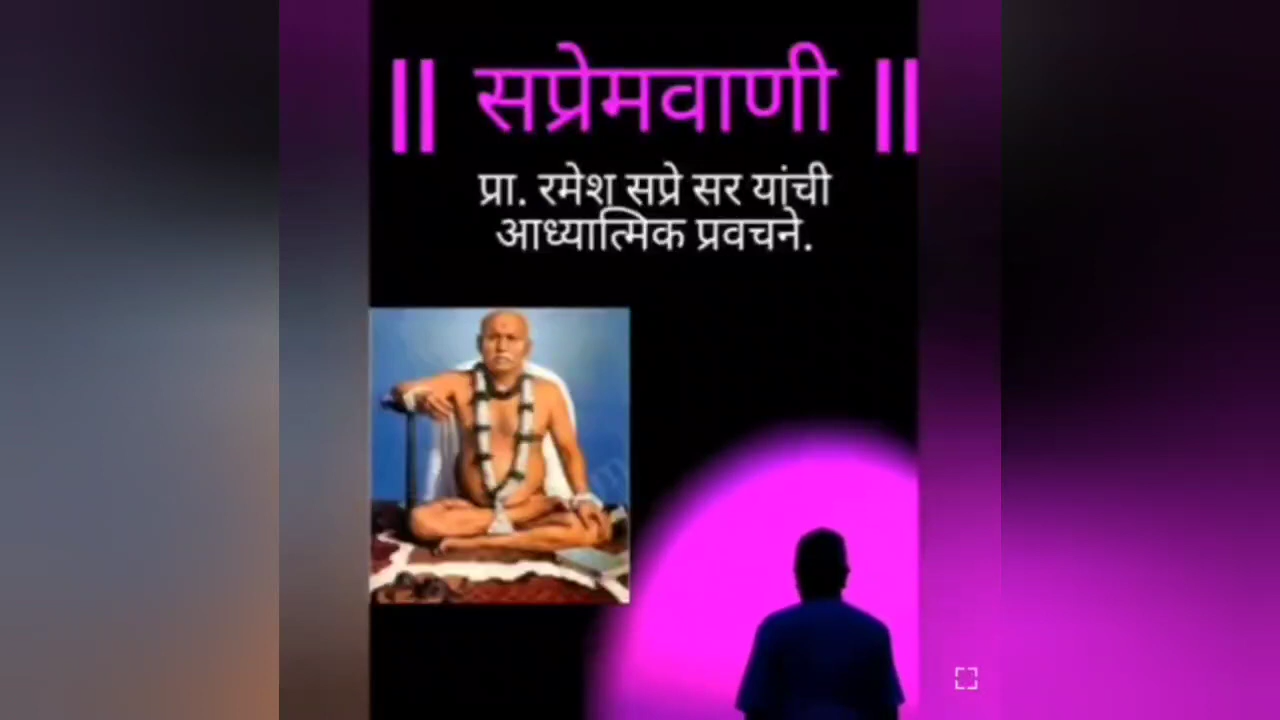 || सप्रेमवाणी ||
प्रा. रमेश सप्रे सर यांची
आध्यात्मिक प्रवचने.